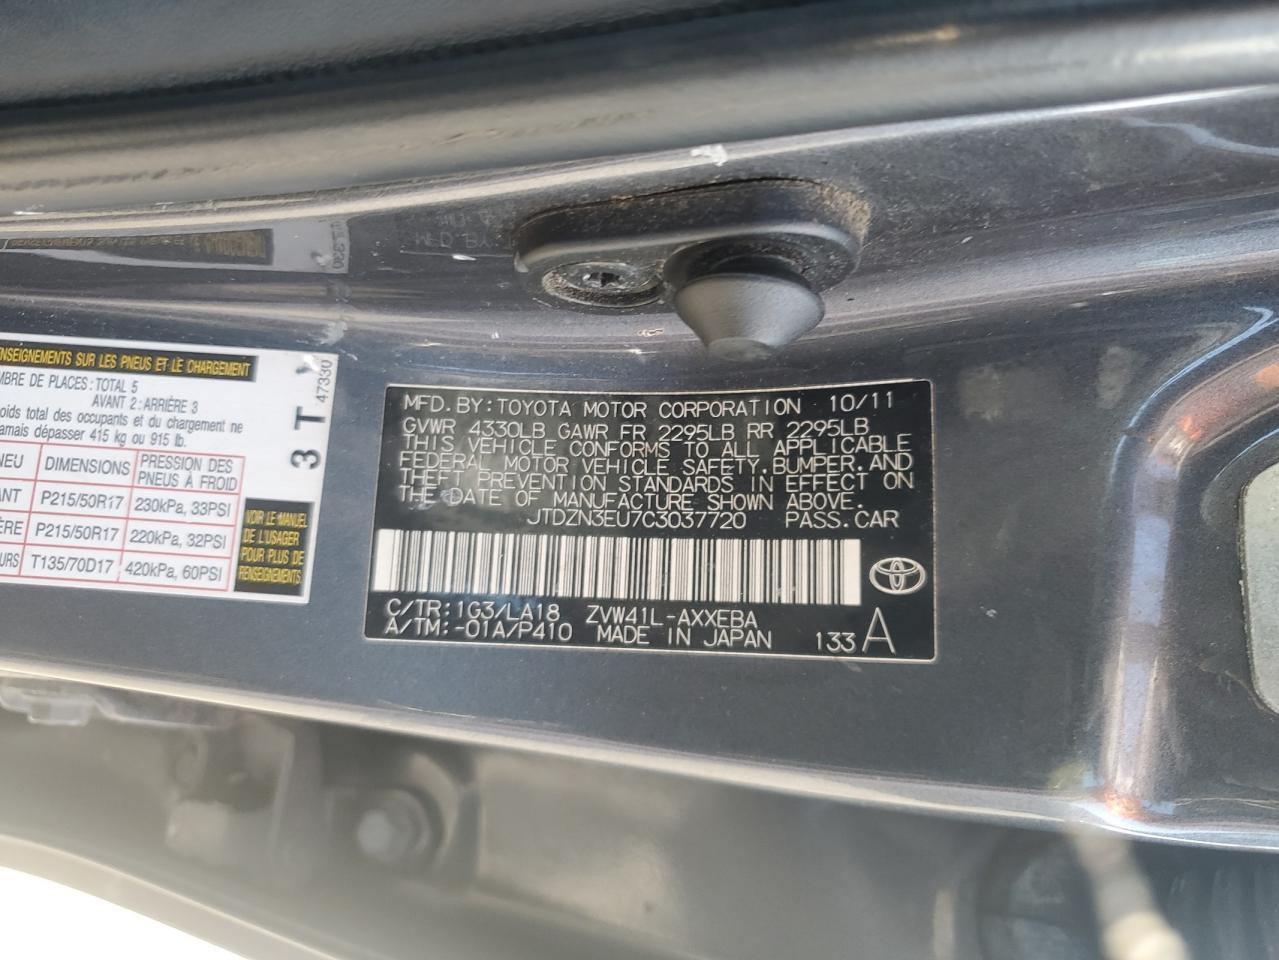 NSEIGNEMENTS SUR LES PNEUS ET LE CHARGEMENT
MBRE DE PLACES: TOTAL 5
AVANT 2: ARRIÈRE 3
oids total des occupants et du chargement ne
amais dépasser 415 kg ou 915 lb.
NEU DIMENSIONS PRESSION DES PNEUS À FROID
ANT P215/50R17 230kPa, 33PSI
ÈRE P215/50R17 220kPa, 32PSI
OURS T135/70D17 420kPa, 60PSI
VOIR LE MANUEL
DE L'USAGER
POUR PLUS DE
RENSEIGNEMENTS
3 T
47330
MFD.BY: TOYOTA MOTOR CORPORATION 10/11
GVWR 4330LB GAWR FR 2295LB RR 2295LB
THIS VEHICLE CONFORMS TO ALL APPLICABLE
FEDERAL MOTOR VEHICLE SAFETY, BUMPER, AND
THEFT PREVENTION STANDARDS IN EFFECT ON
THE DATE OF MANUFACTURE SHOWN ABOVE.
JTDZN3EU7C3037720 PASS.CAR
C/TR: 1G3/LA18 ZVW41L-AXXEBA
A/TM: -01A/P410 MADE IN JAPAN 133 A